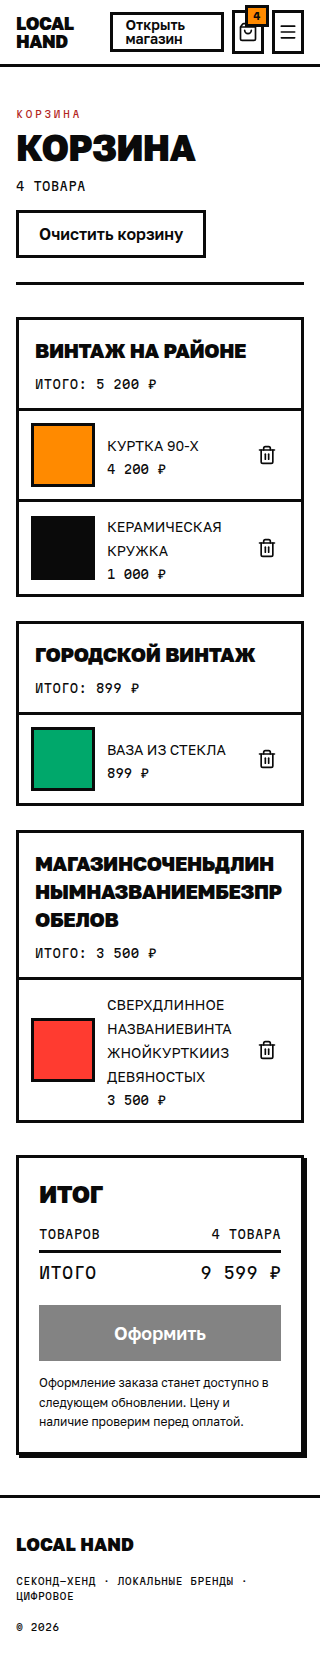 LOCAL
HAND
Открыть
магазин
4
КОРЗИНА
КОРЗИНА
4 ТОВАРА
Очистить корзину
ВИНТАЖ НА РАЙОНЕ
ИТОГО: 5 200 ₽
КУРТКА 90-Х
4 200 ₽
КЕРАМИЧЕСКАЯ
КРУЖКА
1 000 ₽
ГОРОДСКОЙ ВИНТАЖ
ИТОГО: 899 ₽
ВАЗА ИЗ СТЕКЛА
899 ₽
МАГАЗИНСОЧЕНЬДЛИН
НЫМНАЗВАНИЕМБЕЗПР
ОБЕЛОВ
ИТОГО: 3 500 ₽
СВЕРХДЛИННОЕ
НАЗВАНИЕВИНТА
ЖНОЙКУРТКИИЗ
ДЕВЯНОСТЫХ
3 500 ₽
ИТОГ
ТОВАРОВ 4 ТОВАРА
ИТОГО 9 599 ₽
Оформить
Оформление заказа станет доступно в
следующем обновлении. Цену и
наличие проверим перед оплатой.
LOCAL HAND
СЕКОНД-ХЕНД · ЛОКАЛЬНЫЕ БРЕНДЫ ·
ЦИФРОВОЕ
© 2026